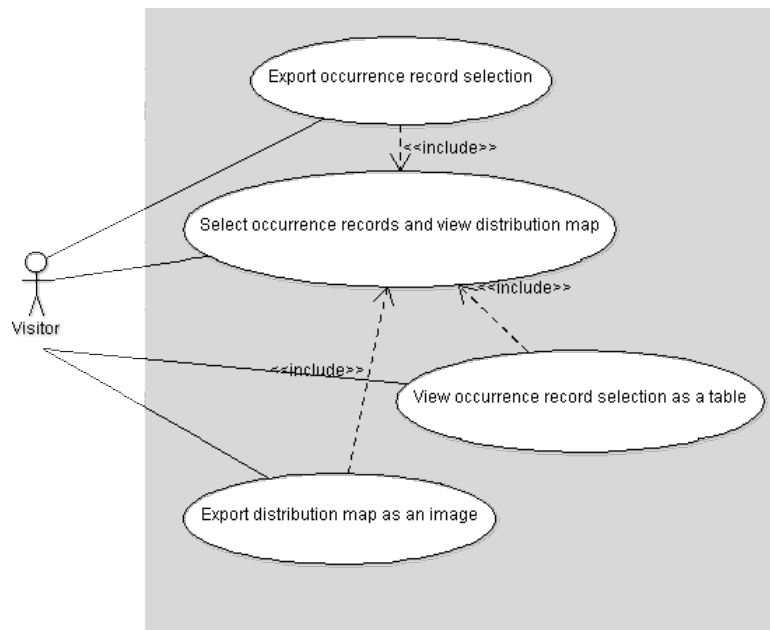 Export occurrence record selection
<<include>>
Select occurrence records and view distribution map
<<include>>
Visitor
<<include>>
View occurrence record selection as a table
Export distribution map as an image